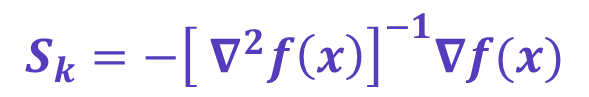 S_k = −[ ∇²f(x)]⁻¹∇f(x)